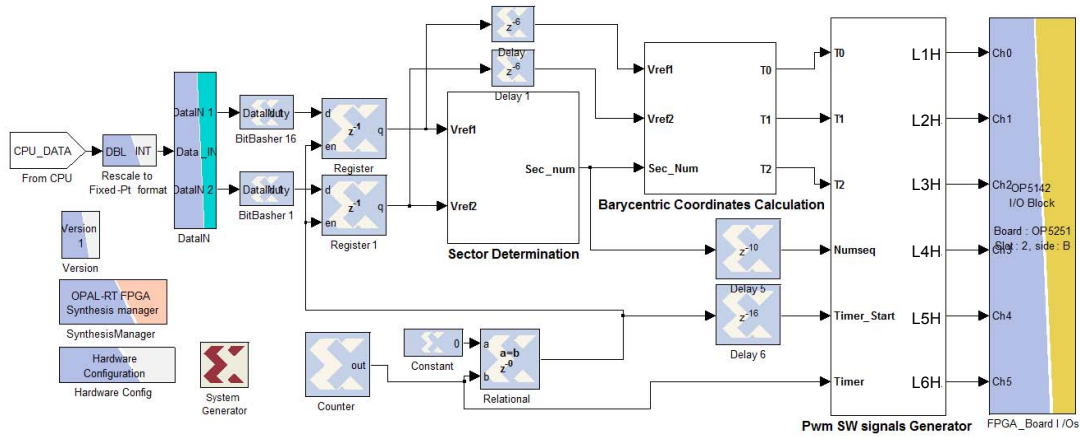 z-6
Delay
z-6
Delay 1
CPU_DATA
From CPU
DBL INT
Rescale to
Fixed-Pt format
DataIN 1
Data_IN
DataIN 2
DataIN
BitBasher 16
BitBasher 1
d
en
q
z-1
Register
d
en
q
z-1
Register 1
Vref1
Vref2
Sec_num
Sector Determination
Vref1
Vref2
Sec_Num
T0
T1
T2
Barycentric Coordinates Calculation
z-10
Delay 5
z-16
Delay 6
T0
T1
T2
Numseq
Timer_Start
Timer
L1H
L2H
L3H
L4H
L5H
L6H
Pwm SW signals Generator
Ch0
Ch1
Ch2
Ch3
Ch4
Ch5
OP5142
I/O Block
Board : OP5251
Slot : 2, side : B
FPGA_Board I /Os
Version
1
Version
OPAL-RT FPGA
Synthesis manager
SynthesisManager
Hardware
Configuration
Hardware Config
System
Generator
out
Counter
0
Constant
a
b
a=b
z-0
Relational